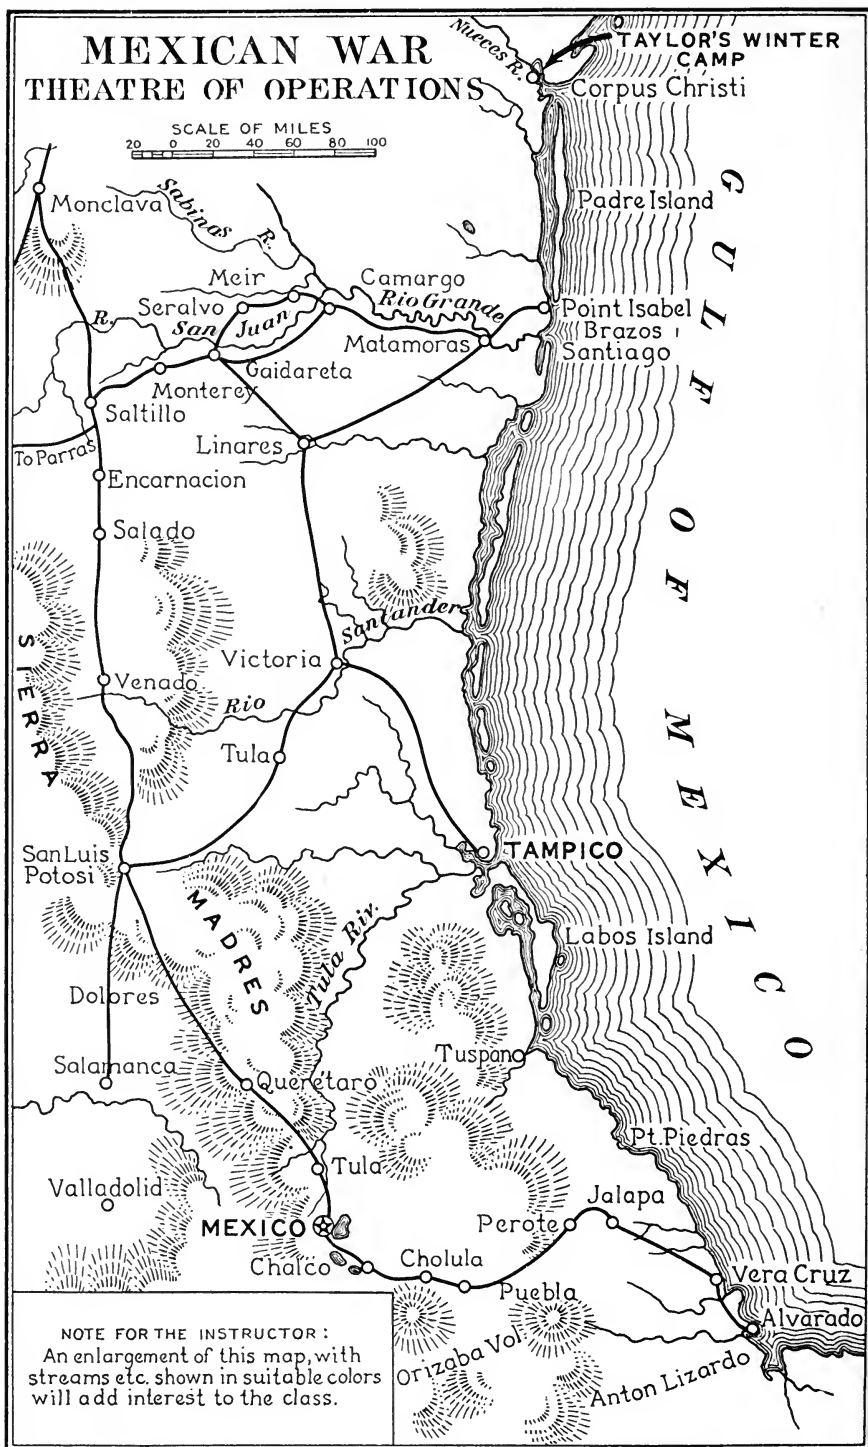 MEXICAN WAR
THEATRE OF OPERATIONS
SCALE OF MILES
20 0 20 40 60 80 100
Nueces R.
TAYLOR'S WINTER
CAMP
Corpus Christi
Padre Island
GULF OF MEXICO
Monclava
Sabinas R.
Meir
Camargo
Seralvo
Rio Grande
Point Isabel
R.
San Juan
Brazos
Santiago
Matamoras
Gaidareta
Monterey
Saltillo
To Parras
Linares
Encarnacion
Salado
Santander
Victoria
Venado
Rio
Tula
SIERRA
MADRES
San Luis
Potosi
TAMPICO
Tula Riv.
Labos Island
Dolores
Salamanca
Querétaro
Tuspano
Pt. Piedras
Tula
Valladolid
Jalapa
MEXICO
Perote
Chalco
Cholula
Puebla
Vera Cruz
Alvarado
Orizaba Vol
Anton Lizardo
NOTE FOR THE INSTRUCTOR:
An enlargement of this map, with
streams etc. shown in suitable colors
will add interest to the class.